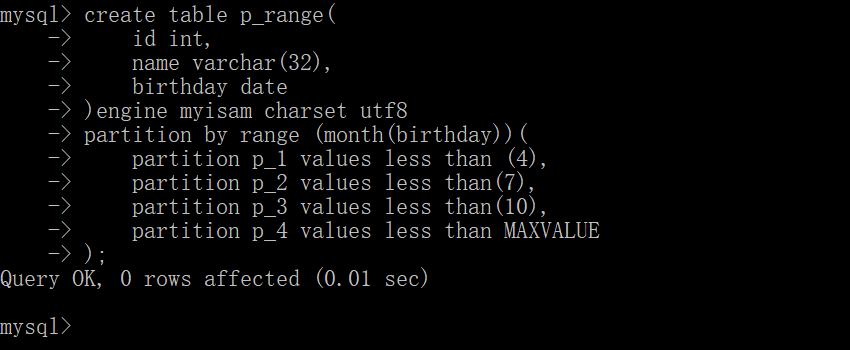 mysql> create table p_range(
    ->     id int,
    ->     name varchar(32),
    ->     birthday date
    -> )engine myisam charset utf8
    -> partition by range (month(birthday))(
    ->     partition p_1 values less than (4),
    ->     partition p_2 values less than(7),
    ->     partition p_3 values less than(10),
    ->     partition p_4 values less than MAXVALUE
    -> );
Query OK, 0 rows affected (0.01 sec)
mysql>